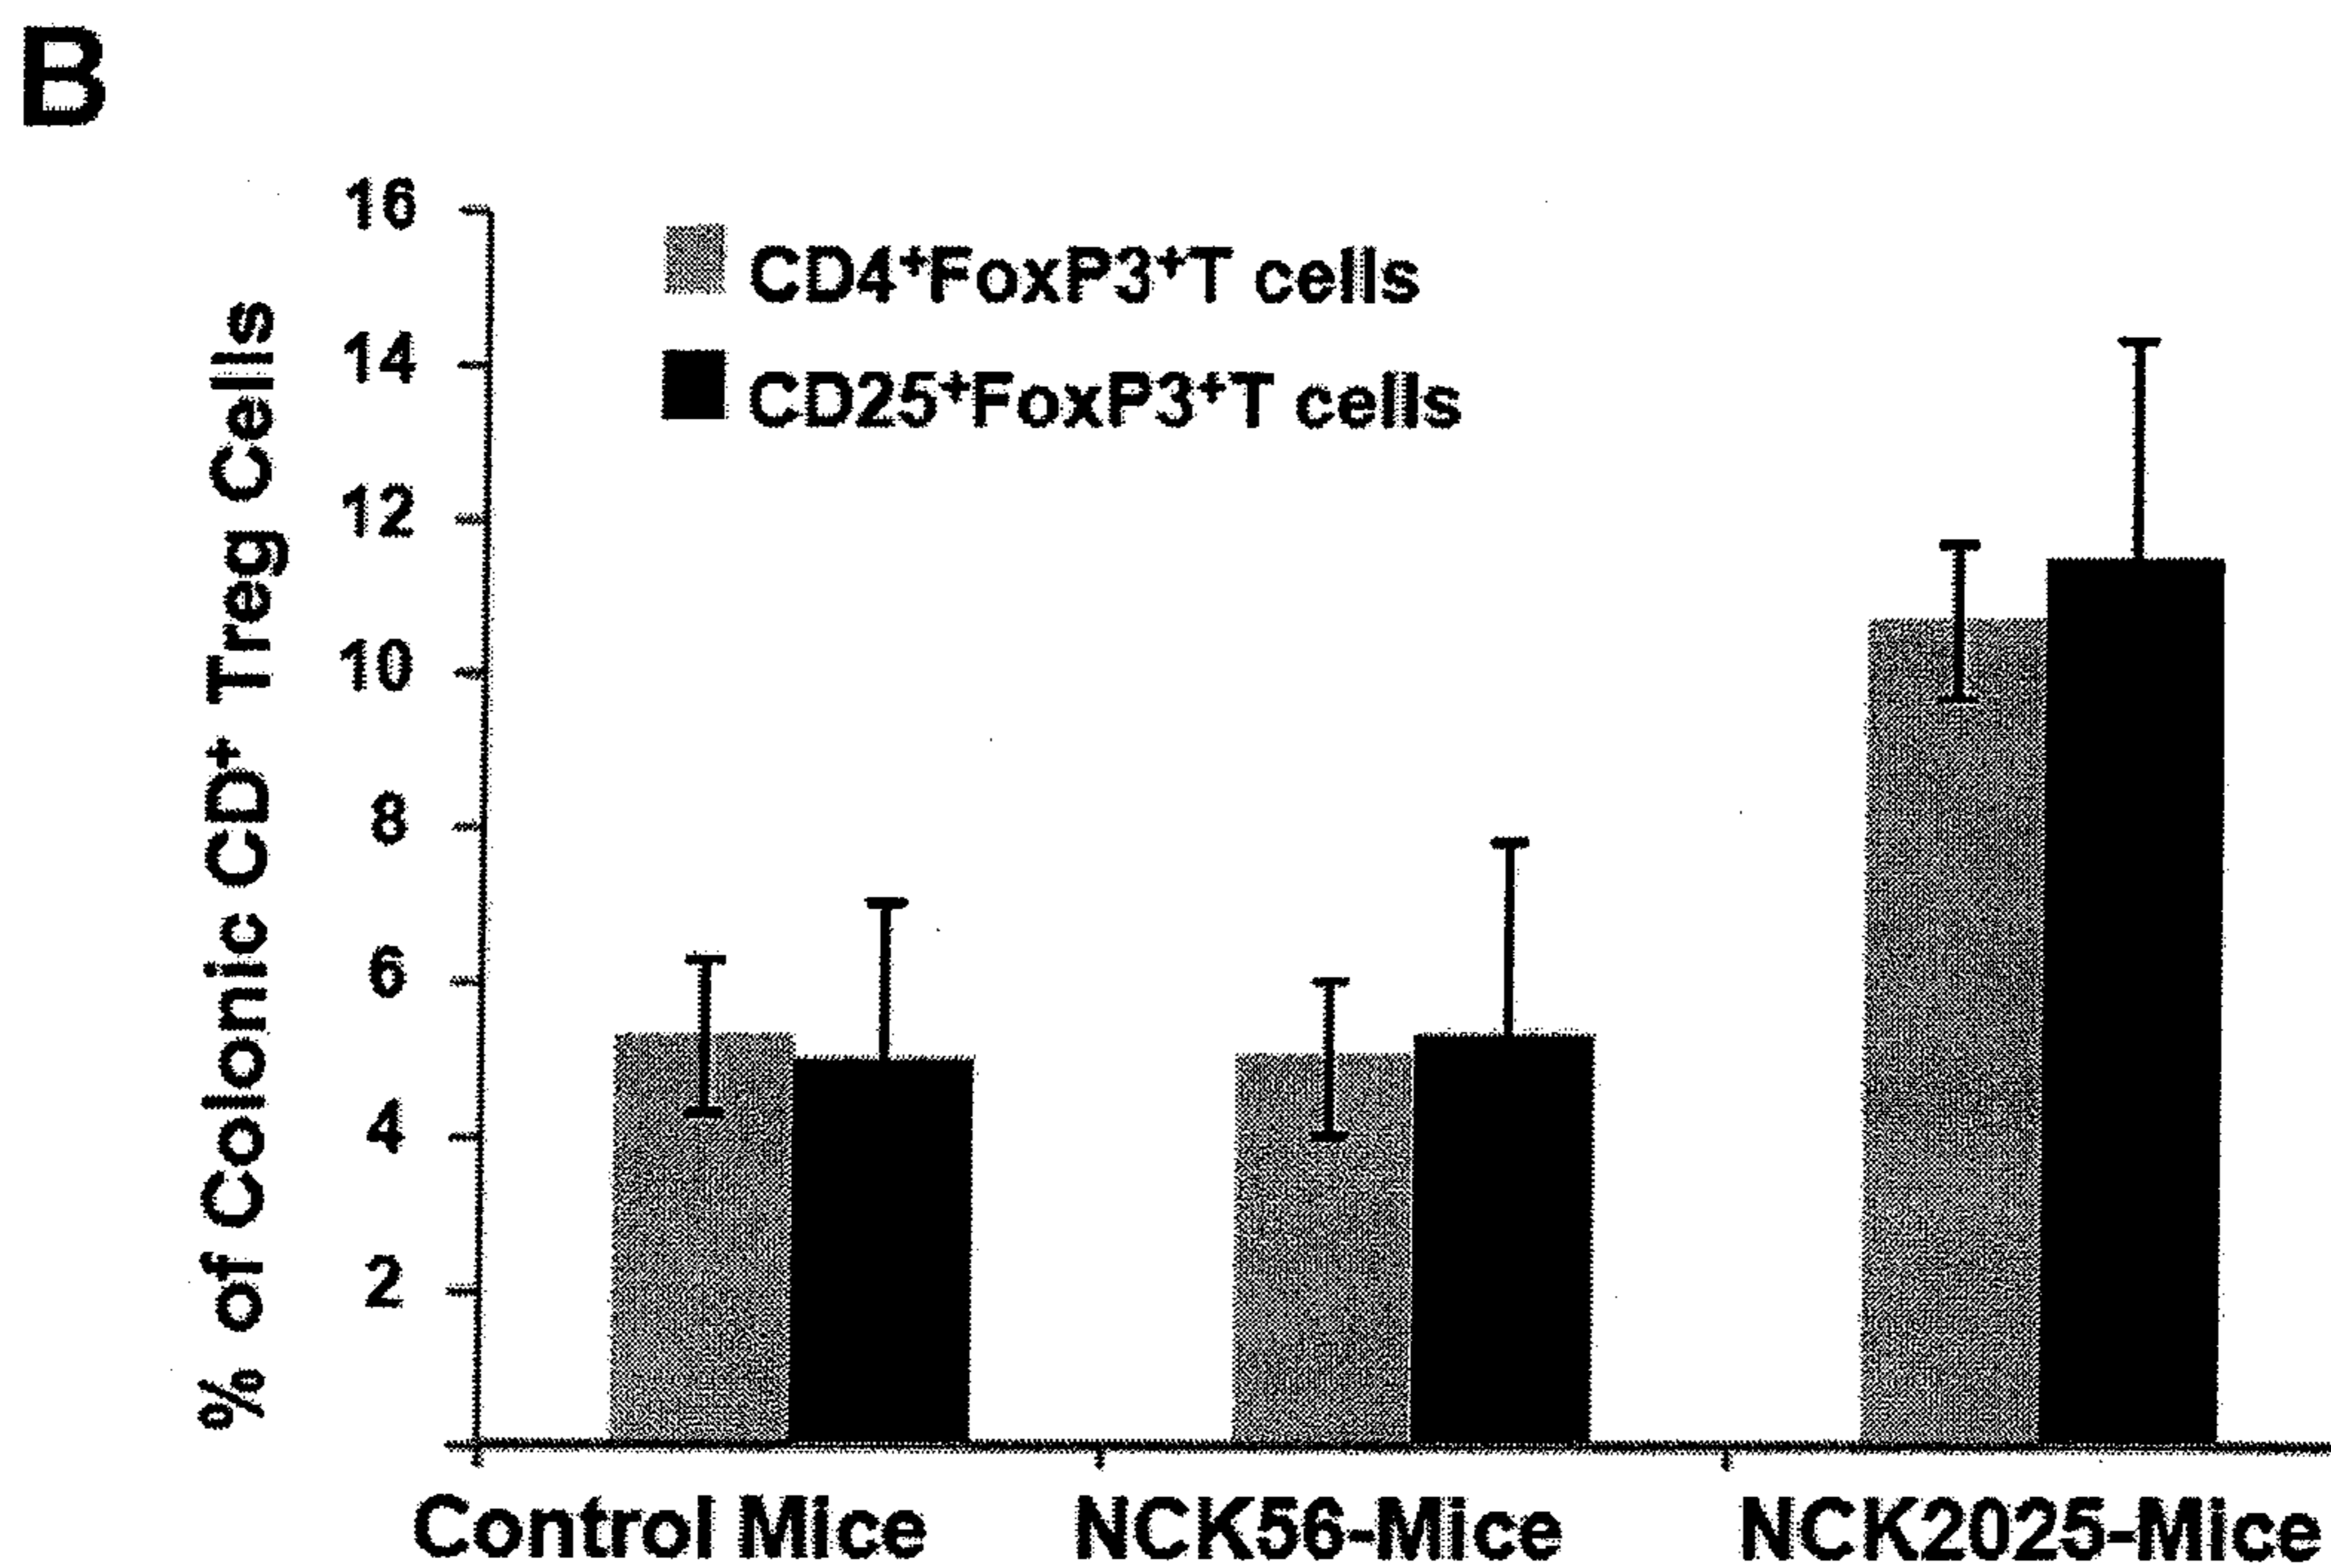 B
% of Colonic CD⁺ Treg Cells
16
14
12
10
8
6
4
2
CD4⁺FoxP3⁺T cells
CD25⁺FoxP3⁺T cells
Control Mice
NCK56-Mice
NCK2025-Mice